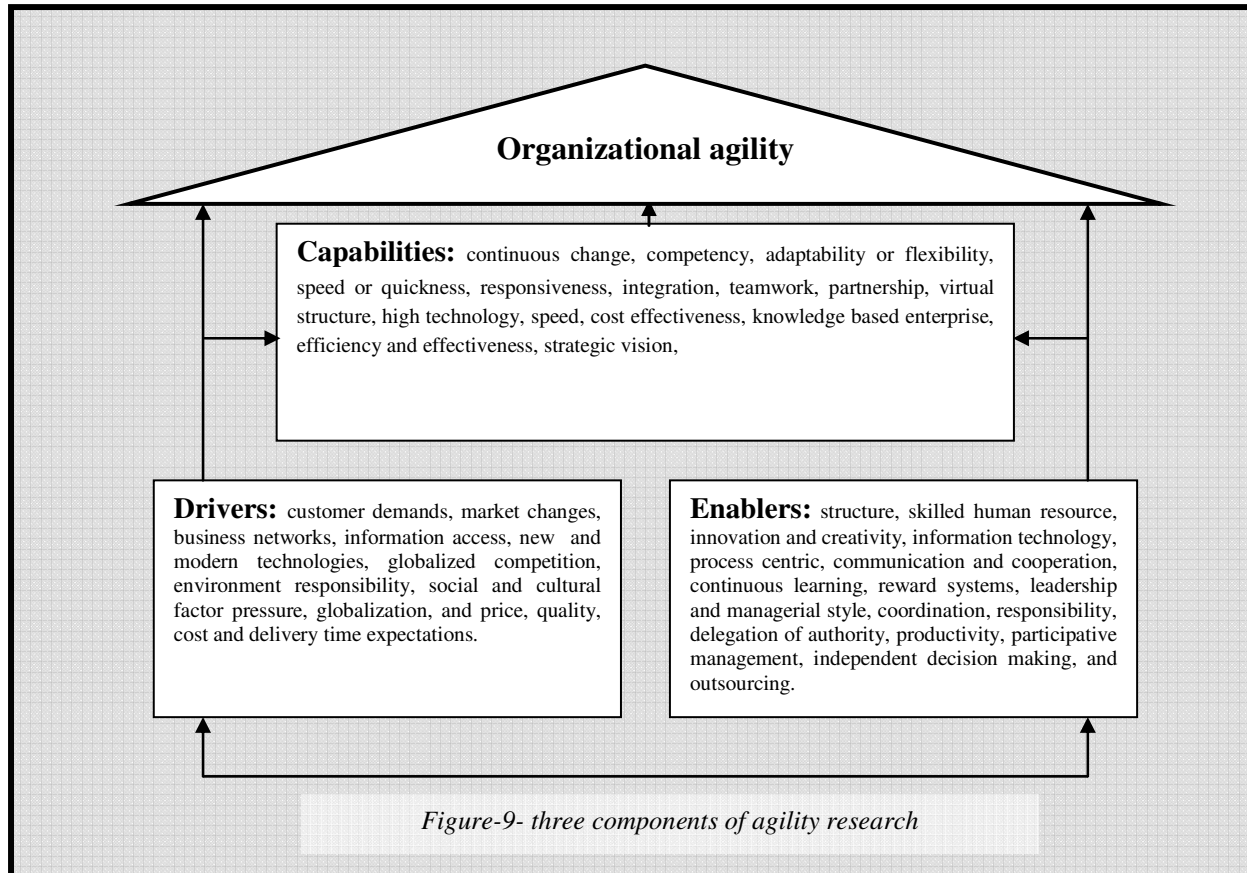 Organizational agility
Capabilities: continuous change, competency, adaptability or flexibility,
speed or quickness, responsiveness, integration, teamwork, partnership, virtual
structure, high technology, speed, cost effectiveness, knowledge based enterprise,
efficiency and effectiveness, strategic vision,
Drivers: customer demands, market changes,
business networks, information access, new and
modern technologies, globalized competition,
environment responsibility, social and cultural
factor pressure, globalization, and price, quality,
cost and delivery time expectations.
Enablers: structure, skilled human resource,
innovation and creativity, information technology,
process centric, communication and cooperation,
continuous learning, reward systems, leadership
and managerial style, coordination, responsibility,
delegation of authority, productivity, participative
management, independent decision making, and
outsourcing.
Figure-9- three components of agility research